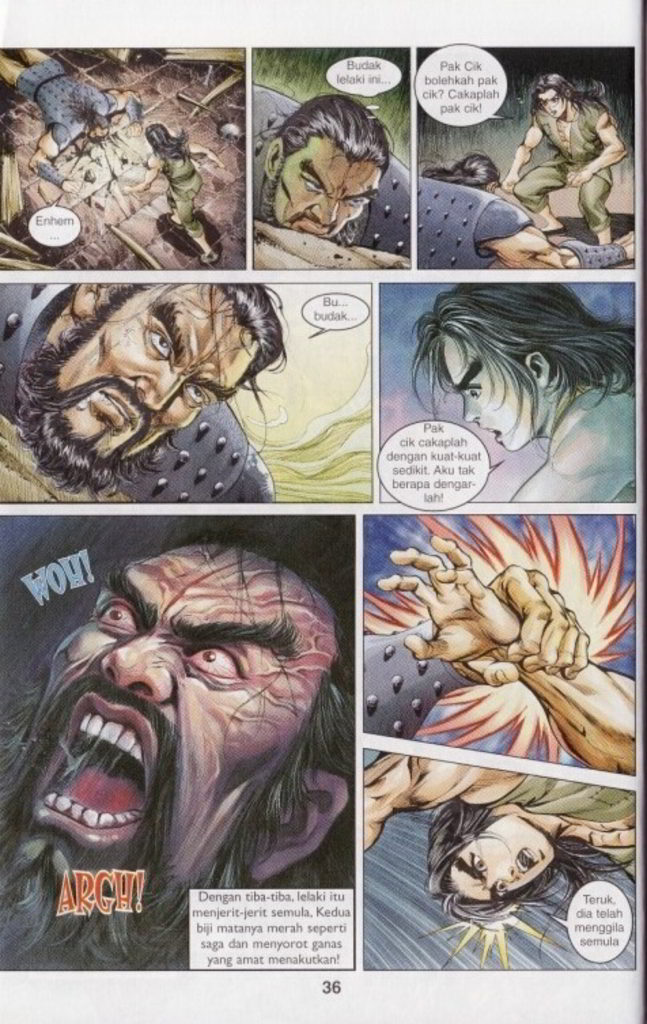 Enhem
...
Budak
lelaki ini...
Pak Cik
bolehkah pak
cik? Cakaplah
pak cik!
Bu...
budak...
Pak
cik cakaplah
dengan kuat-kuat
sedikit. Aku tak
berapa dengar-
lah!
WOH!
ARGH!
Dengan tiba-tiba, lelaki itu
menjerit-jerit semula, Kedua
biji matanya merah seperti
saga dan menyorot ganas
yang amat menakutkan!
Teruk,
dia telah
menggila
semula
36